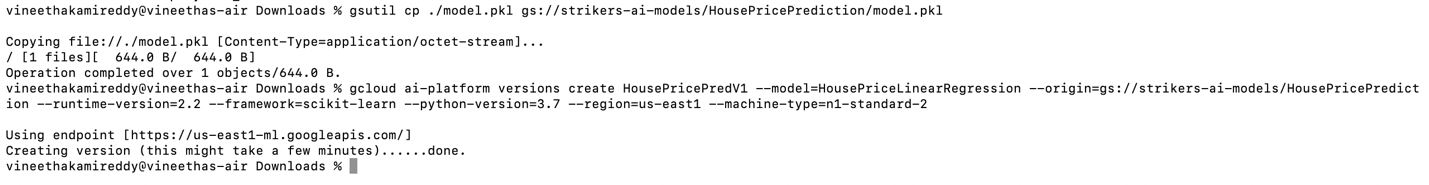 vineethakamireddy@vineethas-air Downloads % gsutil cp ./model.pkl gs://strikers-ai-models/HousePricePrediction/model.pkl
Copying file://./model.pkl [Content-Type=application/octet-stream]...
/ [1 files][  644.0 B/  644.0 B]
Operation completed over 1 objects/644.0 B.
vineethakamireddy@vineethas-air Downloads % gcloud ai-platform versions create HousePricePredV1 --model=HousePriceLinearRegression --origin=gs://strikers-ai-models/HousePricePredict
ion --runtime-version=2.2 --framework=scikit-learn --python-version=3.7 --region=us-east1 --machine-type=n1-standard-2
Using endpoint [https://us-east1-ml.googleapis.com/]
Creating version (this might take a few minutes)......done.
vineethakamireddy@vineethas-air Downloads %